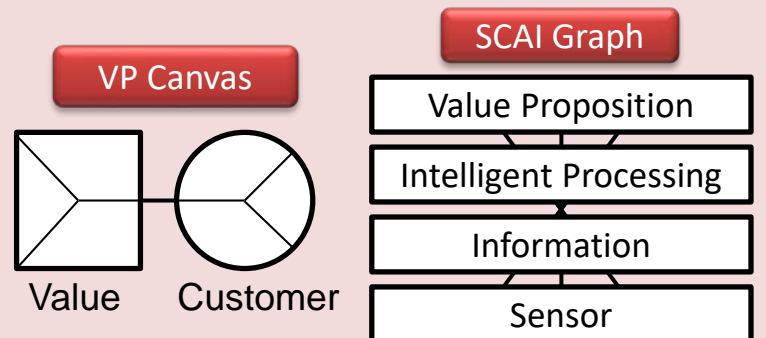 VP Canvas
Value
Customer
SCAI Graph
Value Proposition
Intelligent Processing
Information
Sensor